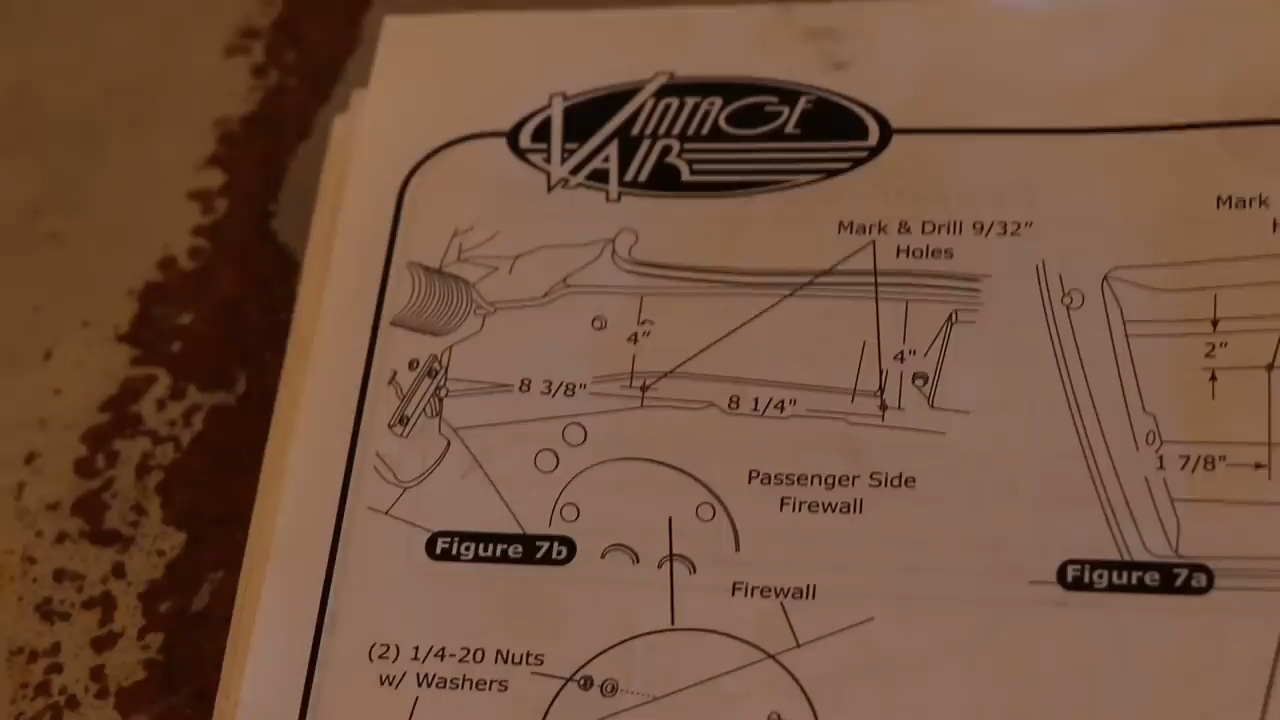 VINTAGE
AIR
Mark & Drill 9/32”
Holes
4”
4"
8 3/8"
8 1/4"
Passenger Side
Firewall
Figure 7b
Firewall
(2) 1/4-20 Nuts
w/ Washers
Mark
2”
1 7/8"
Figure 7a